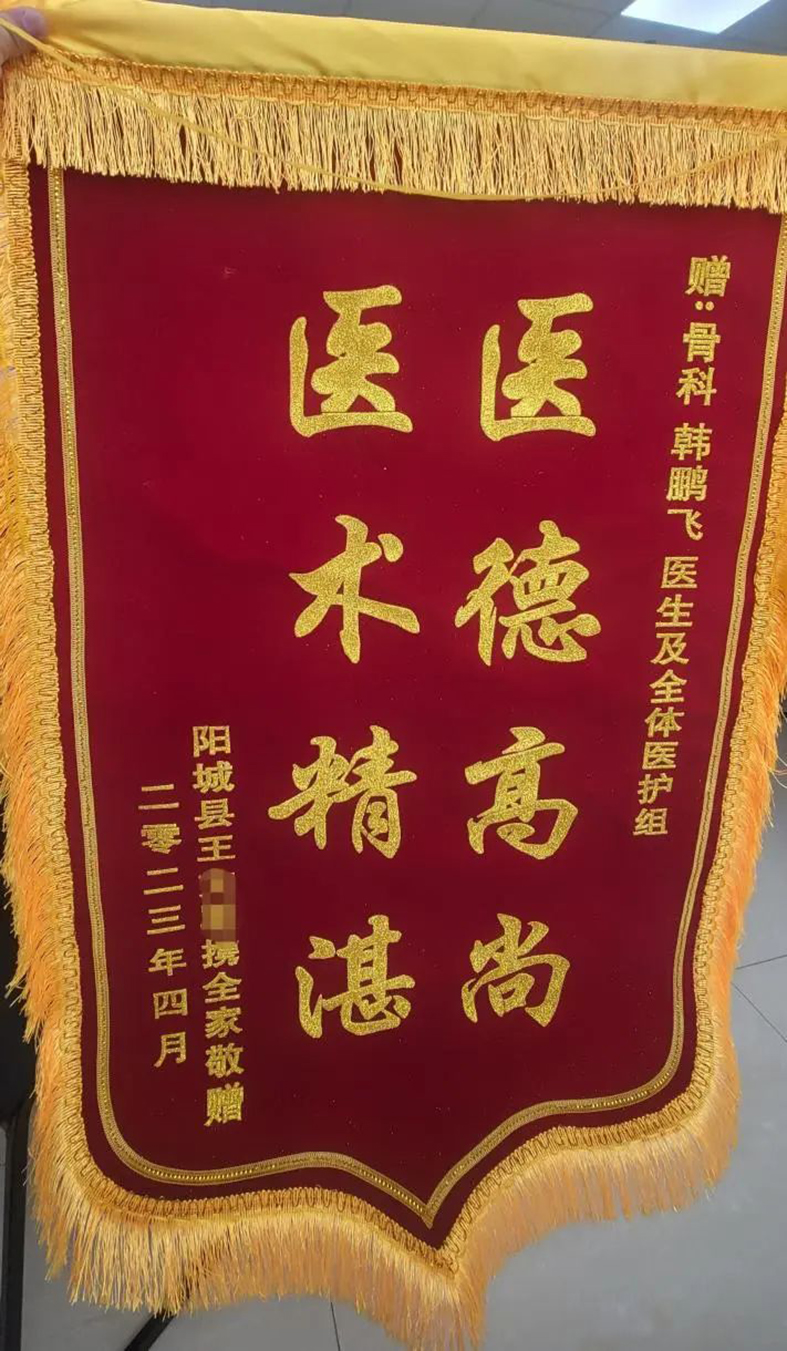 赠:骨科 韩鹏飞 医生及全体医护组
医德高尚
医术精湛
阳城县王携全家敬赠
二零二三年四月